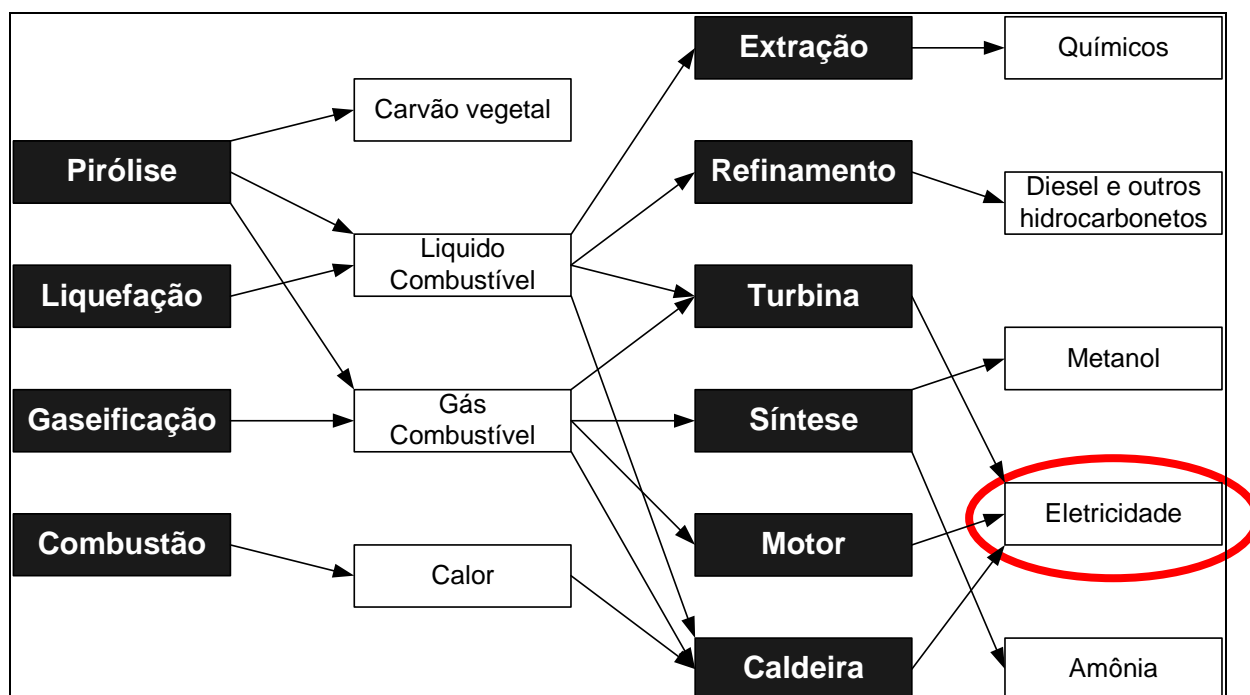 Extração
Químicos
Carvão vegetal
Pirólise
Refinamento
Diesel e outros
hidrocarbonetos
Liquido
Combustível
Liquefação
Turbina
Metanol
Gaseificação
Gás
Combustível
Síntese
Eletricidade
Combustão
Motor
Calor
Caldeira
Amônia